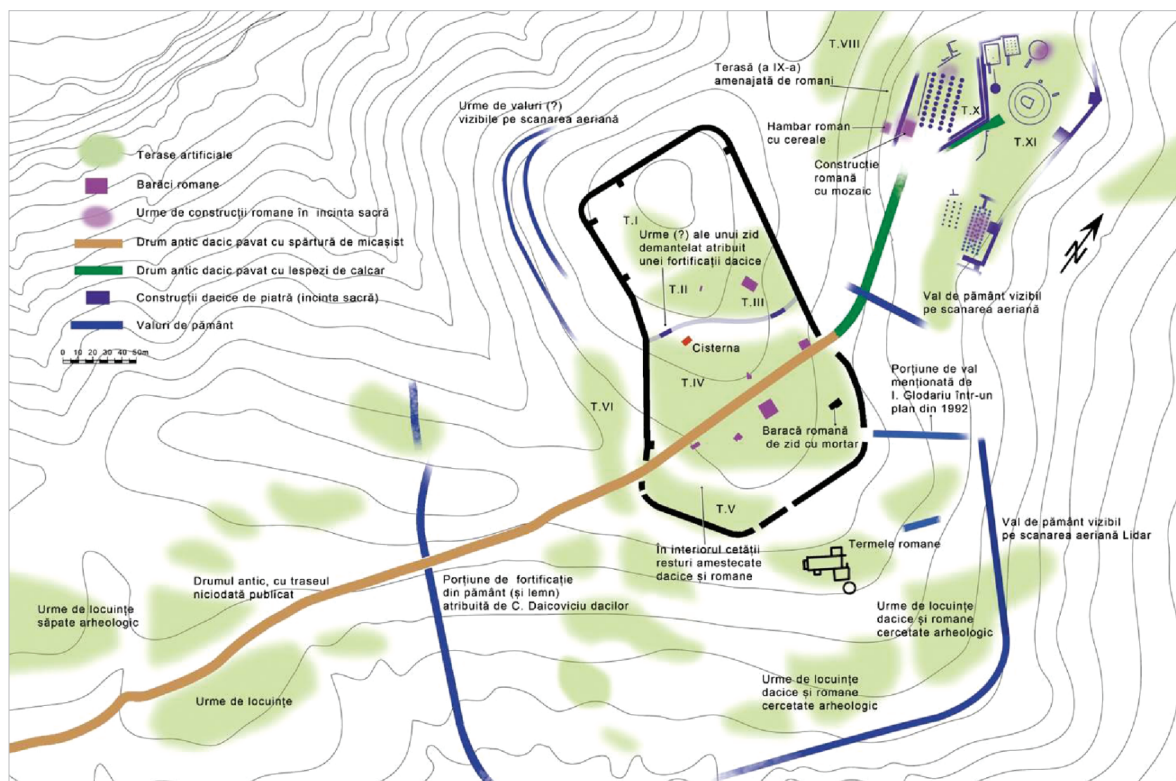 T.VIII
Terasă (a IX-a)
amenajată de romani
Urme de valuri (?)
vizibile pe scanarea aeriană
T.X
Hambar roman
cu cereale
T.XI
Terase artificiale
Construcție
romană
cu mozaic
Barăci romane
Urme de construcții romane în incinta sacră
T.I
Urme (?) ale unui zid
demantelat atribuit
unei fortificații dacice
Drum antic dacic pavat cu spărtură de micașist
N
Drum antic dacic pavat cu lespezi de calcar
T.II
T.III
Construcții dacice de piatră (incinta sacră)
Val de pământ vizibil
pe scanarea aeriană
Valuri de pământ
0 10 20 30 40 50m
Cisterna
Porțiune de val
menționată de
I. Glodariu într-un
plan din 1992
T.IV
T.VI
Baracă romană
de zid cu mortar
T.V
Val de pământ vizibil
pe scanarea aeriană Lidar
Termele romane
În interiorul cetății
resturi amestecate
dacice și romane
Drumul antic, cu traseul
niciodată publicat
Porțiune de fortificație
din pământ (și lemn)
atribuită de C. Daicoviciu dacilor
Urme de locuințe
săpate arheologic
Urme de locuințe
dacice și romane
cercetate arheologic
Urme de locuințe
Urme de locuințe
dacice și romane
cercetate arheologic